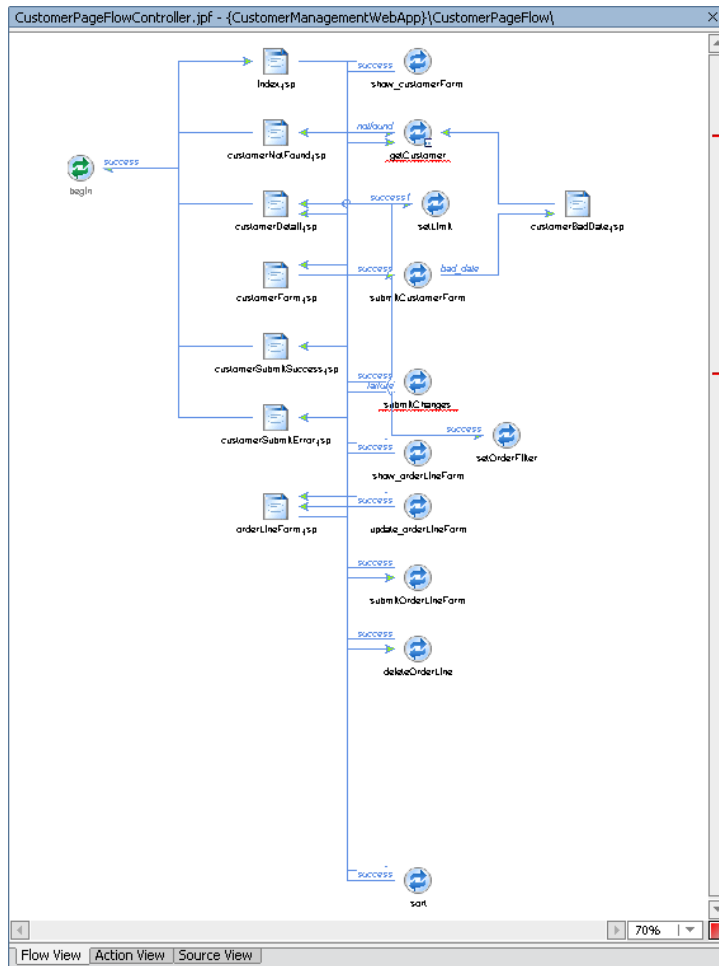 CustomerPageFlowController.jpf - {CustomerManagementWebApp}\CustomerPageFlow\
success
Index.jsp
show_customerForm
notfound
customerNotFound.jsp
getCustomer
success
begin
success1
customerDetail.jsp
setLimit
customerBadDate.jsp
success
bad_date
customerForm.jsp
submitCustomerForm
customerSubmitSuccess.jsp
success
failure
submitChanges
customerSubmitError.jsp
success
setOrderFilter
success
show_orderLineForm
success
orderLineForm.jsp
update_orderLineForm
success
submitOrderLineForm
success
deleteOrderLine
success
sort
70%
Flow View
Action View
Source View